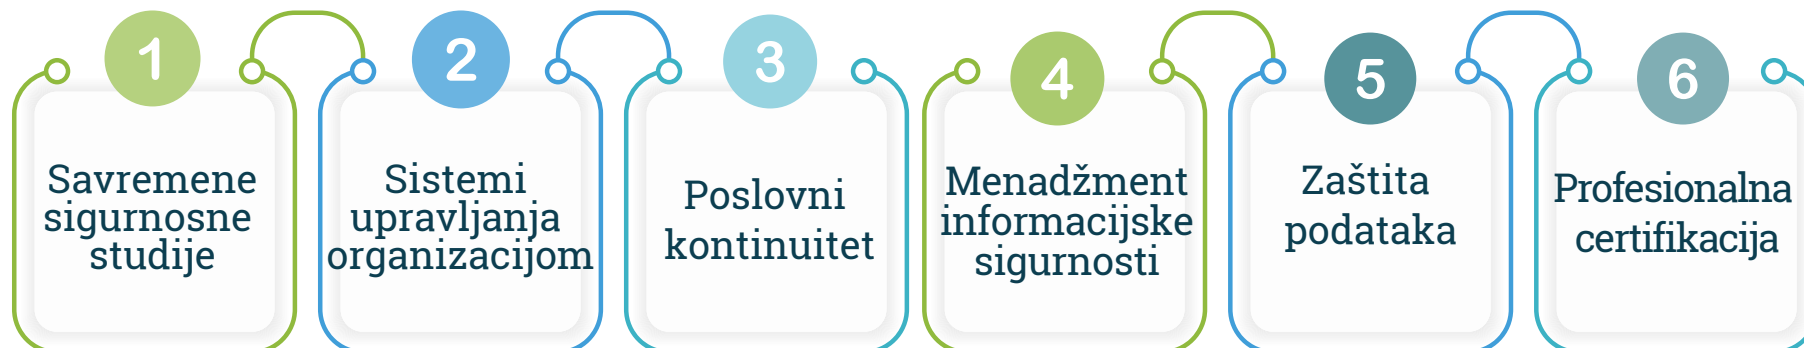 1
Savremene
sigurnosne
studije
2
Sistemi
upravljanja
organizacijom
3
Poslovni
kontinuitet
4
Menadžment
informacijske
sigurnosti
5
Zaštita
podataka
6
Profesionalna
certifikacija